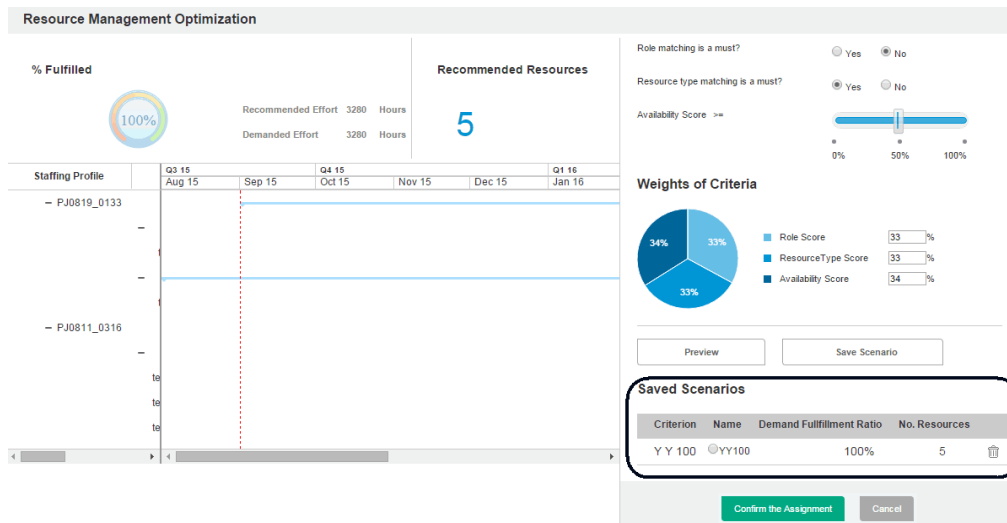 Resource Management Optimization
% Fulfilled
100%
Recommended Effort 3280 Hours
Demanded Effort 3280 Hours
Recommended Resources
5
Staffing Profile
Q3 15 Q4 15 Q1 16
Aug 15 Sep 15 Oct 15 Nov 15 Dec 15 Jan 16
− PJ0819_0133
−
t
−
t
− PJ0811_0316
−
te
te
te
Role matching is a must? Yes No
Resource type matching is a must? Yes No
Availability Score >=
0% 50% 100%
Weights of Criteria
34% 33% 33%
Role Score 33 %
ResourceType Score 33 %
Availability Score 34 %
Preview Save Scenario
Saved Scenarios
Criterion Name Demand Fullfillment Ratio No. Resources
Y Y 100 YY100 100% 5
Confirm the Assignment Cancel